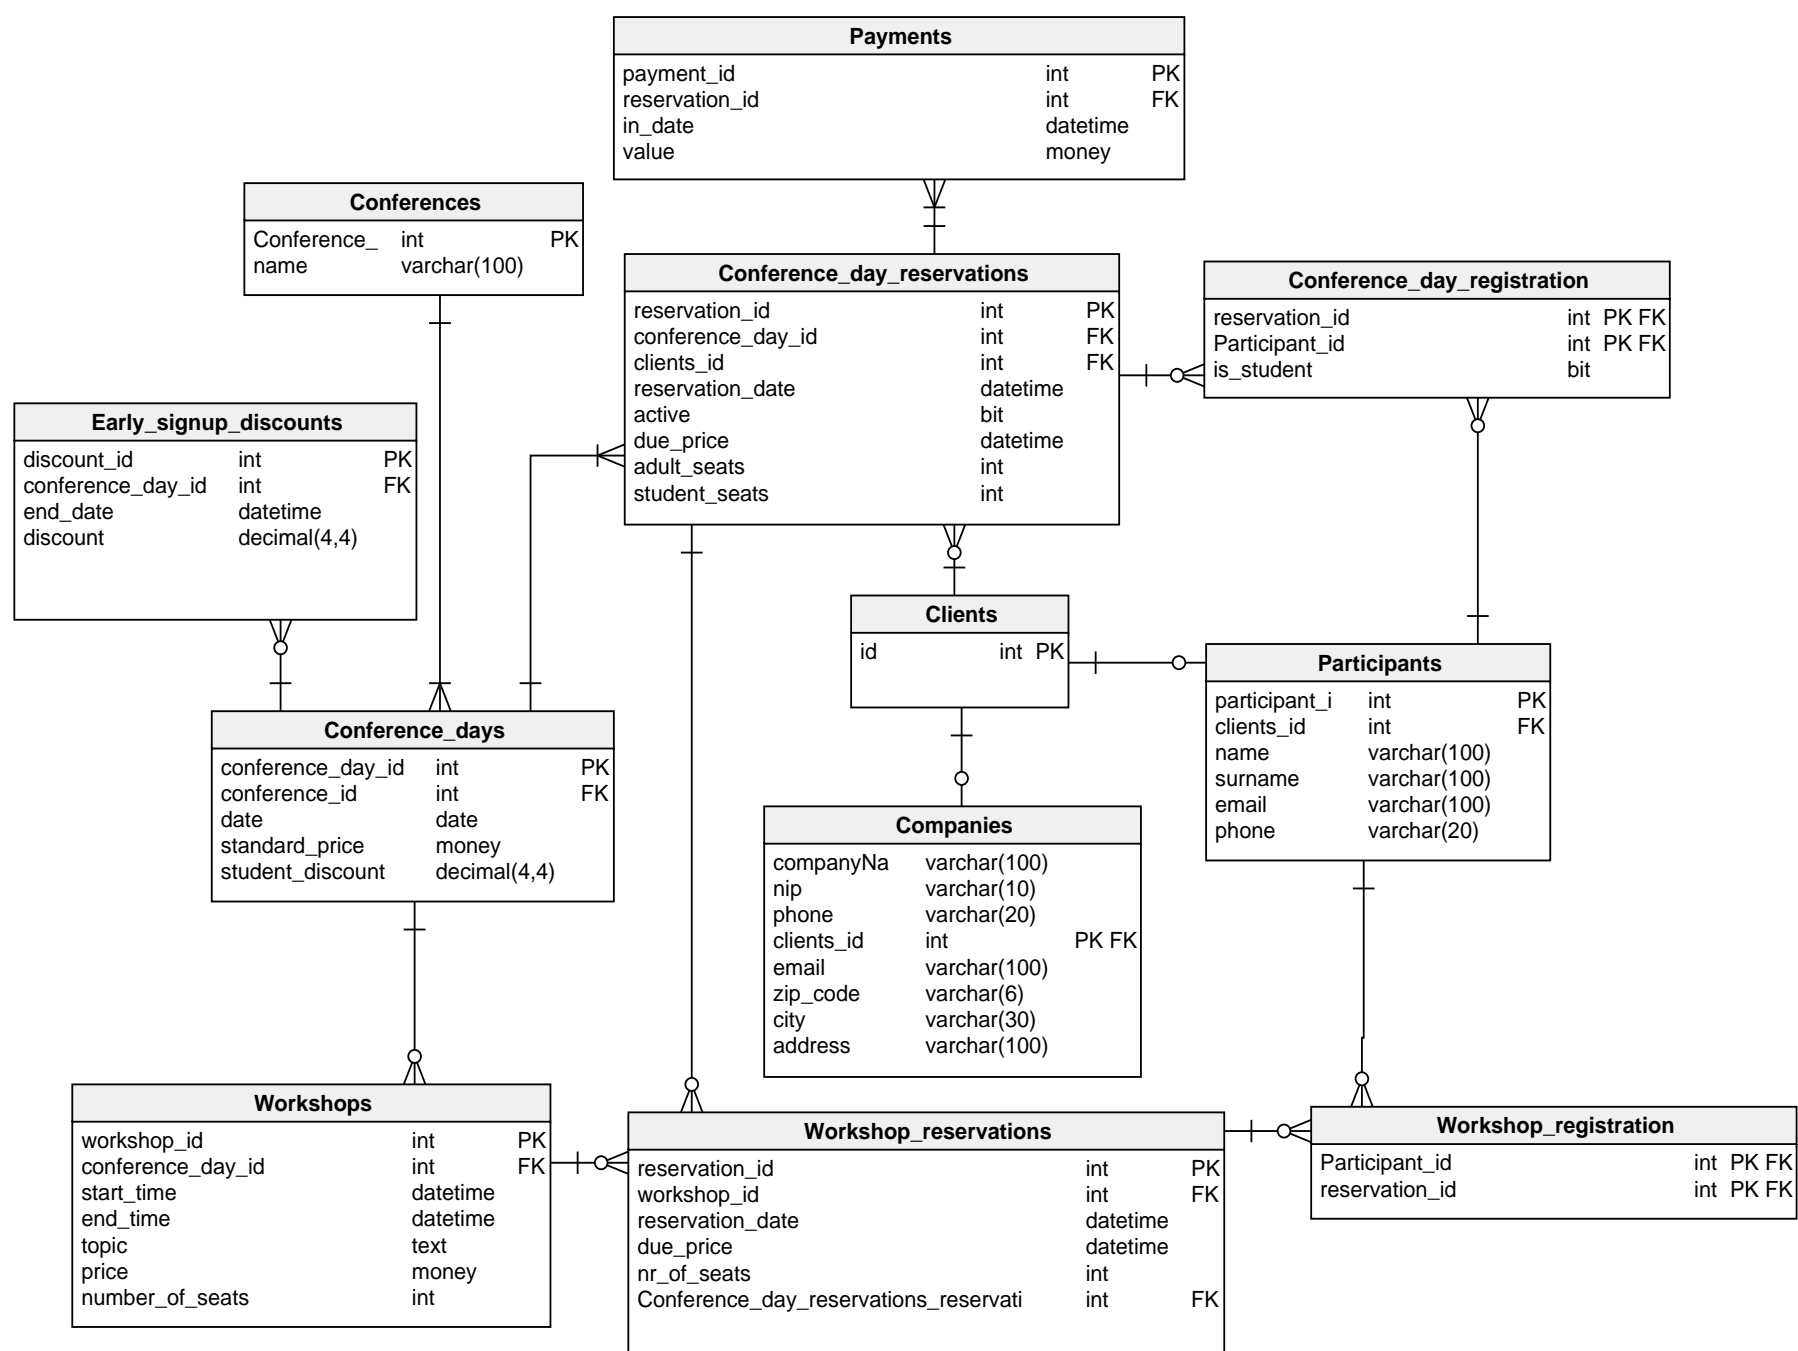 Payments
payment_id int PK
reservation_id int FK
in_date datetime
value money
Conferences
Conference_ int PK
name varchar(100)
Conference_day_reservations
reservation_id int PK
conference_day_id int FK
clients_id int FK
reservation_date datetime
active bit
due_price datetime
adult_seats int
student_seats int
Conference_day_registration
reservation_id int PK FK
Participant_id int PK FK
is_student bit
Early_signup_discounts
discount_id int PK
conference_day_id int FK
end_date datetime
discount decimal(4,4)
Clients
id int PK
Participants
participant_i int PK
clients_id int FK
name varchar(100)
surname varchar(100)
email varchar(100)
phone varchar(20)
Conference_days
conference_day_id int PK
conference_id int FK
date date
standard_price money
student_discount decimal(4,4)
Companies
companyNa varchar(100)
nip varchar(10)
phone varchar(20)
clients_id int PK FK
email varchar(100)
zip_code varchar(6)
city varchar(30)
address varchar(100)
Workshops
workshop_id int PK
conference_day_id int FK
start_time datetime
end_time datetime
topic text
price money
number_of_seats int
Workshop_reservations
reservation_id int PK
workshop_id int FK
reservation_date datetime
due_price datetime
nr_of_seats int
Conference_day_reservations_reservati int FK
Workshop_registration
Participant_id int PK FK
reservation_id int PK FK